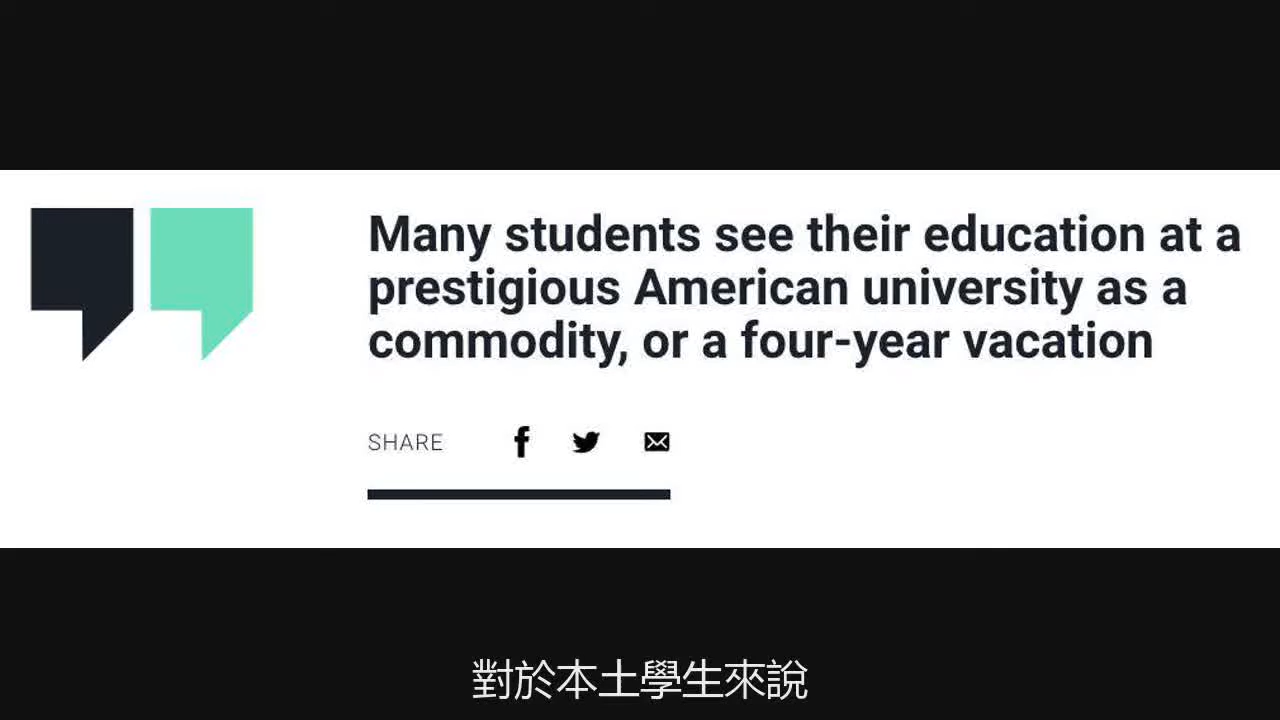 Many students see their education at a
prestigious American university as a
commodity, or a four-year vacation
SHARE
對於本土學生來說